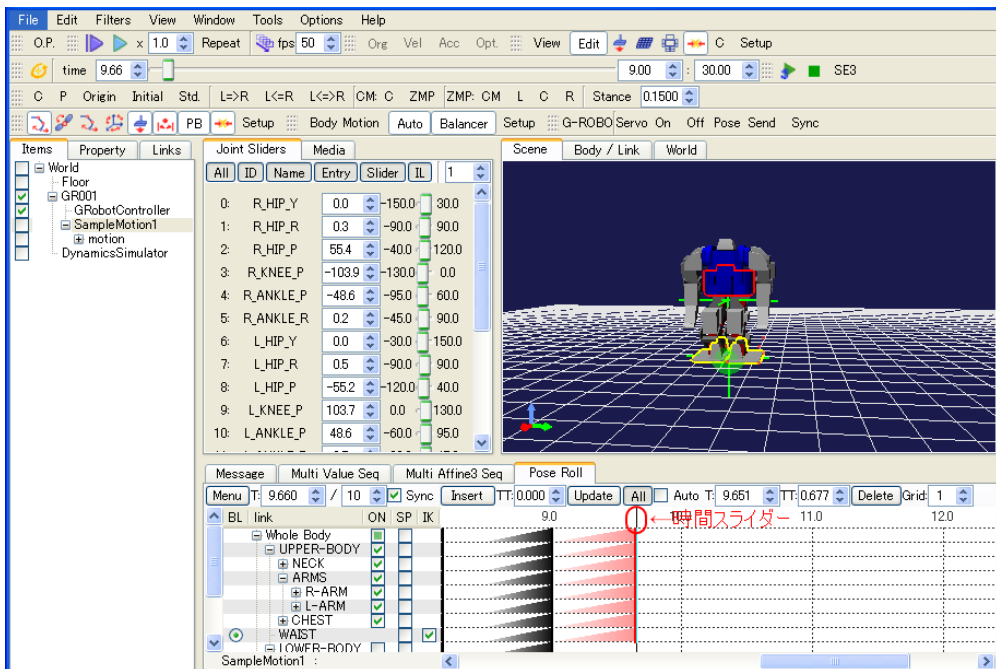 File Edit Filters View Window Tools Options Help
O.P. x 1.0 Repeat fps 50 Org Vel Acc Opt. View Edit C Setup
time 9.66 9.00 : 30.00 SE3
C P Origin Initial Std. L=>R L<=R L<=>R CM: C ZMP ZMP: CM L C R Stance 0.1500
PB Setup Body Motion Auto Balancer Setup G-ROBO Servo On Off Pose Send Sync
Items Property Links
World
Floor
GR001
GRobotController
SampleMotion1
motion
DynamicsSimulator
Joint Sliders Media
All ID Name Entry Slider IL 1
0: R_HIP_Y 0.0 -150.0 30.0
1: R_HIP_R 0.3 -90.0 90.0
2: R_HIP_P 55.4 -40.0 120.0
3: R_KNEE_P -103.9 -130.0 0.0
4: R_ANKLE_P -48.6 -95.0 60.0
5: R_ANKLE_R 0.2 -45.0 90.0
6: L_HIP_Y 0.0 -30.0 150.0
7: L_HIP_R 0.5 -90.0 90.0
8: L_HIP_P -55.2 -120.0 40.0
9: L_KNEE_P 103.7 0.0 130.0
10: L_ANKLE_P 48.6 -60.0 95.0
Scene Body / Link World
Message Multi Value Seq Multi Affine3 Seq Pose Roll
Menu T: 9.660 / 10 Sync Insert TT: 0.000 Update All Auto T: 9.651 TT: 0.677 Delete Grid: 1
BL link ON SP IK 9.0 ←時間スライダー 11.0 12.0
Whole Body
UPPER-BODY
NECK
ARMS
R-ARM
L-ARM
CHEST
WAIST
LOWER-BODY
SampleMotion1 :